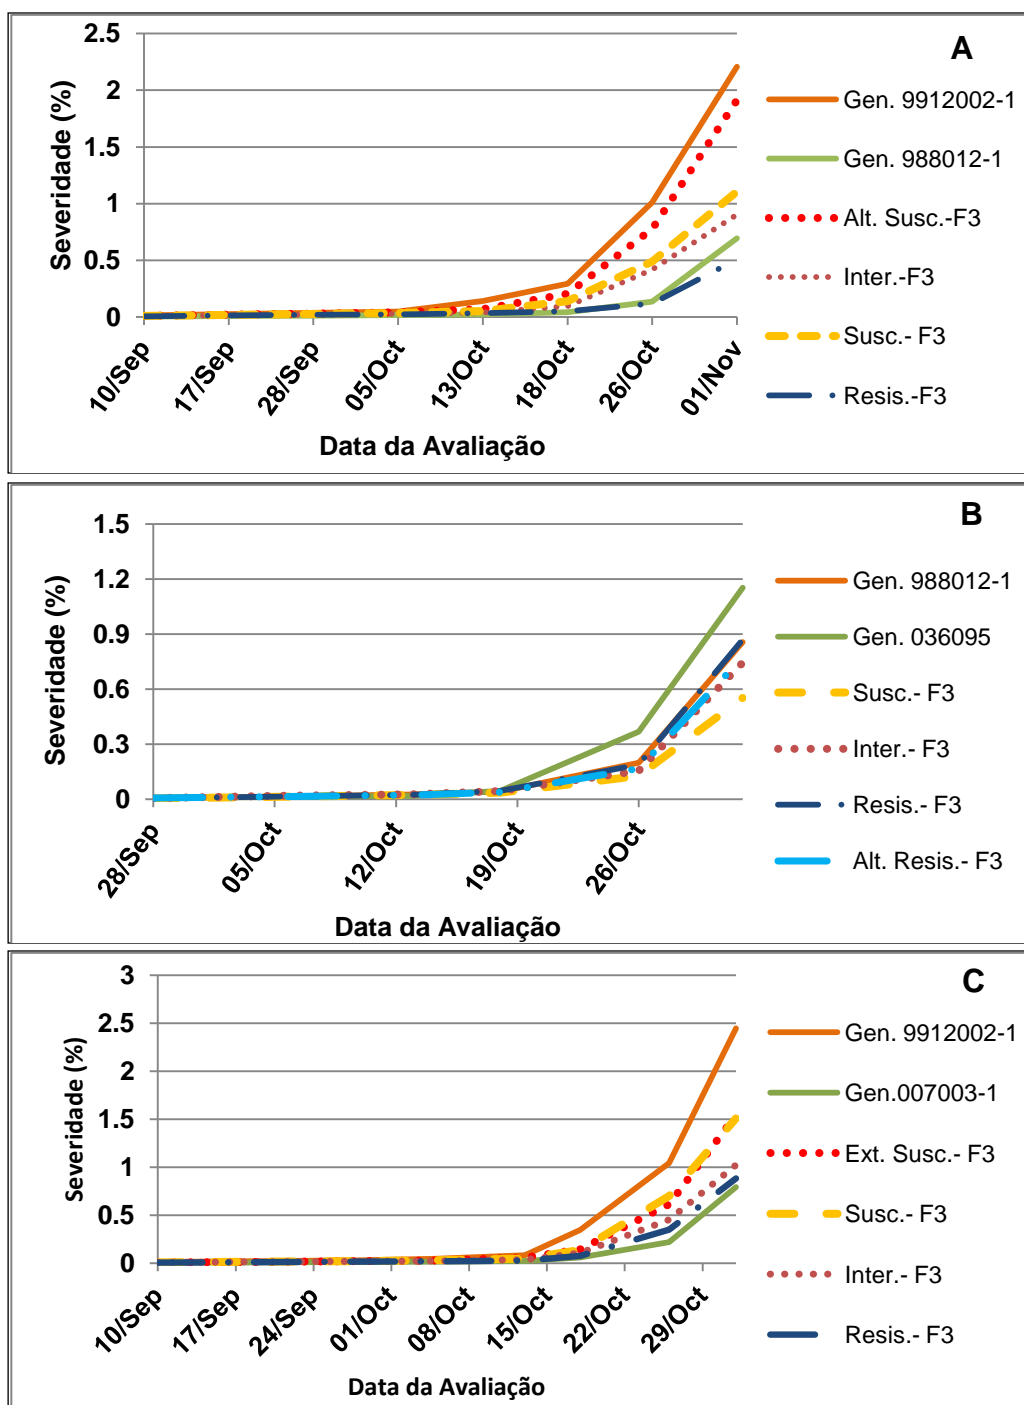 A
Severidade (%)
2.5
2
1.5
1
0.5
0
10/Sep
17/Sep
28/Sep
05/Oct
13/Oct
18/Oct
26/Oct
01/Nov
Data da Avaliação
Gen. 9912002-1
Gen. 988012-1
Alt. Susc.-F3
Inter.-F3
Susc.- F3
Resis.-F3
B
Severidade (%)
1.5
1.2
0.9
0.6
0.3
0
28/Sep
05/Oct
12/Oct
19/Oct
26/Oct
Data da Avaliação
Gen. 988012-1
Gen. 036095
Susc.- F3
Inter.- F3
Resis.- F3
Alt. Resis.- F3
C
Severidade (%)
3
2.5
2
1.5
1
0.5
0
10/Sep
17/Sep
24/Sep
01/Oct
08/Oct
15/Oct
22/Oct
29/Oct
Data da Avaliação
Gen. 9912002-1
Gen.007003-1
Ext. Susc.- F3
Susc.- F3
Inter.- F3
Resis.- F3